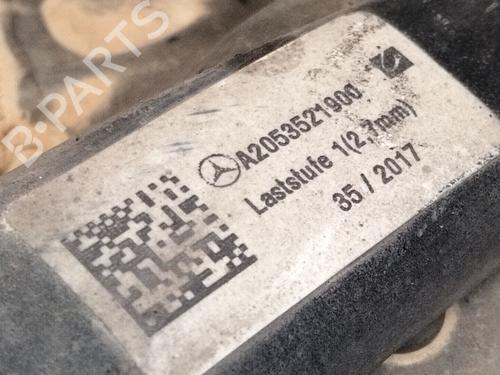 B-PARTS
A2053521900
Laststufe 1(2,7mm)
35 / 2017